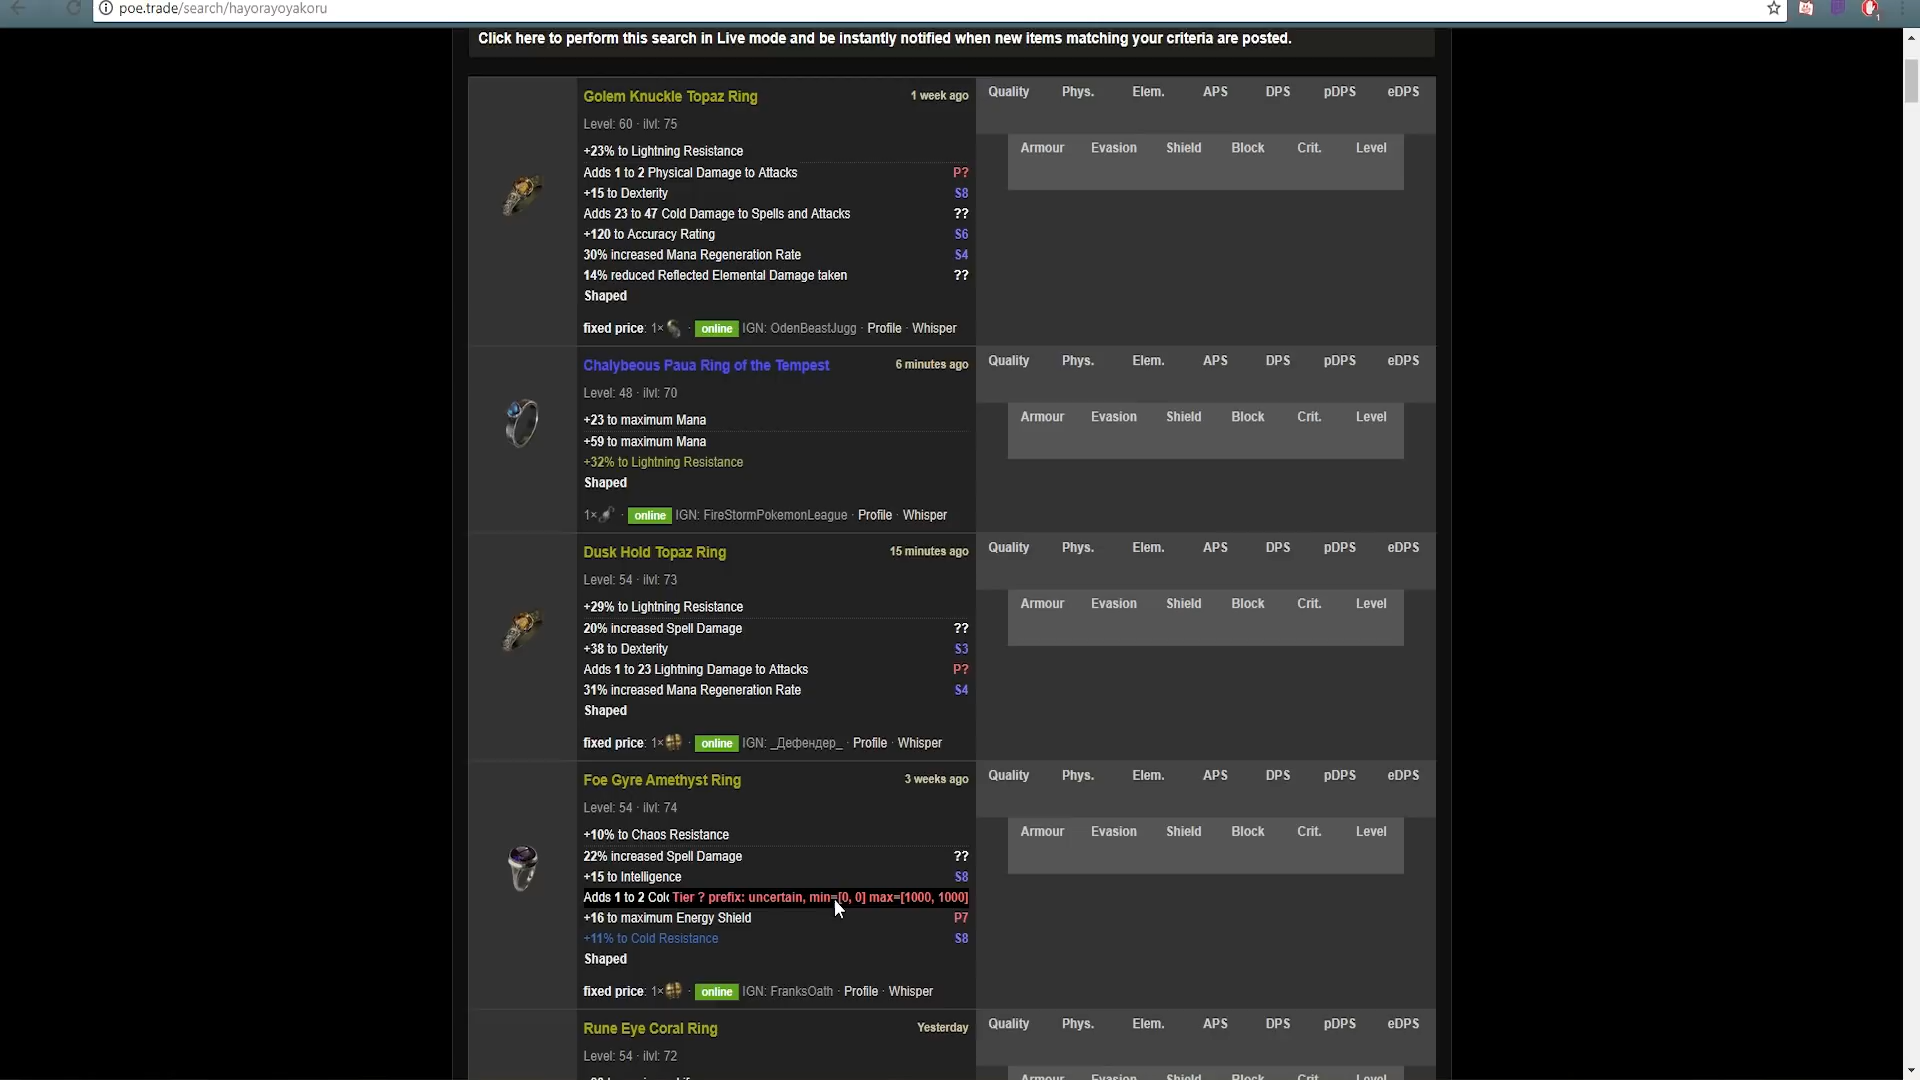 poe.trade/search/hayorayoyakoru
Click here to perform this search in Live mode and be instantly notified when new items matching your criteria are posted.
Golem Knuckle Topaz Ring 1 week ago
Quality Phys. Elem. APS DPS pDPS eDPS
Level: 60 · ilvl: 75
Armour Evasion Shield Block Crit. Level
+23% to Lightning Resistance
Adds 1 to 2 Physical Damage to Attacks P?
+15 to Dexterity S8
Adds 23 to 47 Cold Damage to Spells and Attacks ??
+120 to Accuracy Rating S6
30% increased Mana Regeneration Rate S4
14% reduced Reflected Elemental Damage taken ??
Shaped
fixed price: 1× · online IGN: OdenBeastJugg · Profile · Whisper
Chalybeous Paua Ring of the Tempest 6 minutes ago
Quality Phys. Elem. APS DPS pDPS eDPS
Level: 48 · ilvl: 70
Armour Evasion Shield Block Crit. Level
+23 to maximum Mana
+59 to maximum Mana
+32% to Lightning Resistance
Shaped
1× · online IGN: FireStormPokemonLeague · Profile · Whisper
Dusk Hold Topaz Ring 15 minutes ago
Quality Phys. Elem. APS DPS pDPS eDPS
Level: 54 · ilvl: 73
Armour Evasion Shield Block Crit. Level
+29% to Lightning Resistance
20% increased Spell Damage ??
+38 to Dexterity S3
Adds 1 to 23 Lightning Damage to Attacks P?
31% increased Mana Regeneration Rate S4
Shaped
fixed price: 1× · online IGN: _Дефендер_ · Profile · Whisper
Foe Gyre Amethyst Ring 3 weeks ago
Quality Phys. Elem. APS DPS pDPS eDPS
Level: 54 · ilvl: 74
Armour Evasion Shield Block Crit. Level
+10% to Chaos Resistance
22% increased Spell Damage ??
+15 to Intelligence S8
Adds 1 to 2 Col Tier ? prefix: uncertain, min=[0, 0] max=[1000, 1000]
+16 to maximum Energy Shield P7
+11% to Cold Resistance S8
Shaped
fixed price: 1× · online IGN: FranksOath · Profile · Whisper
Rune Eye Coral Ring Yesterday
Quality Phys. Elem. APS DPS pDPS eDPS
Level: 54 · ilvl: 72
Armour Evasion Shield Block Crit. Level